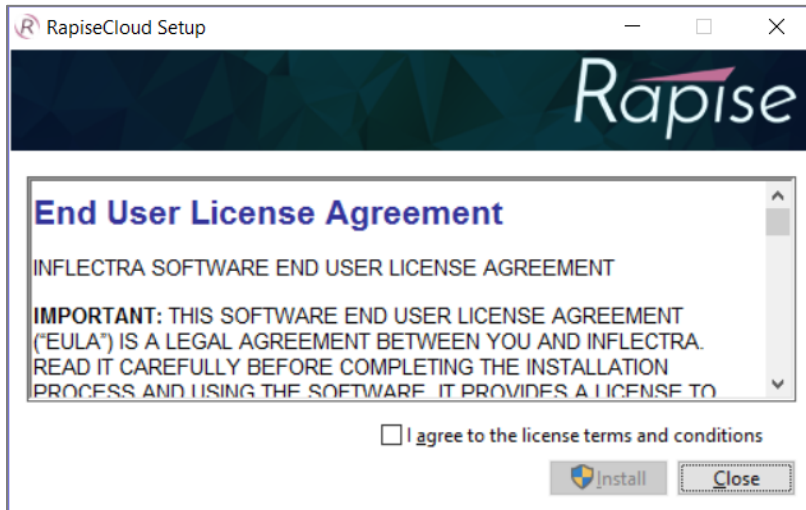 RapiseCloud Setup
Rapise
End User License Agreement
INFLECTRA SOFTWARE END USER LICENSE AGREEMENT
IMPORTANT: THIS SOFTWARE END USER LICENSE AGREEMENT
("EULA") IS A LEGAL AGREEMENT BETWEEN YOU AND INFLECTRA.
READ IT CAREFULLY BEFORE COMPLETING THE INSTALLATION
PROCESS AND USING THE SOFTWARE. IT PROVIDES A LICENSE TO
I agree to the license terms and conditions
Install
Close